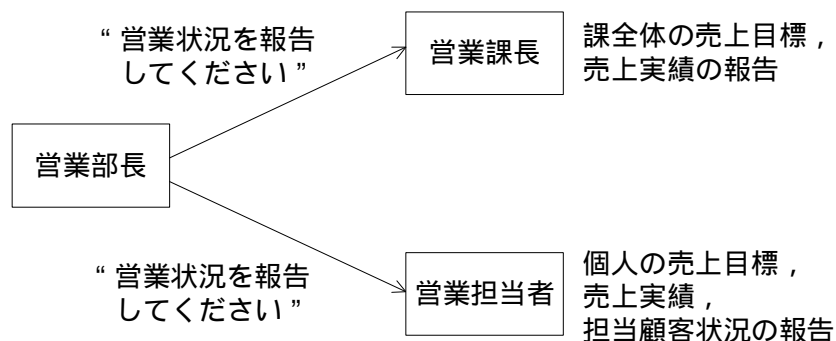 “ 営業状況を報告
してください ”
営業課長
課全体の売上目標，
売上実績の報告
営業部長
“ 営業状況を報告
してください ”
営業担当者
個人の売上目標，
売上実績，
担当顧客状況の報告